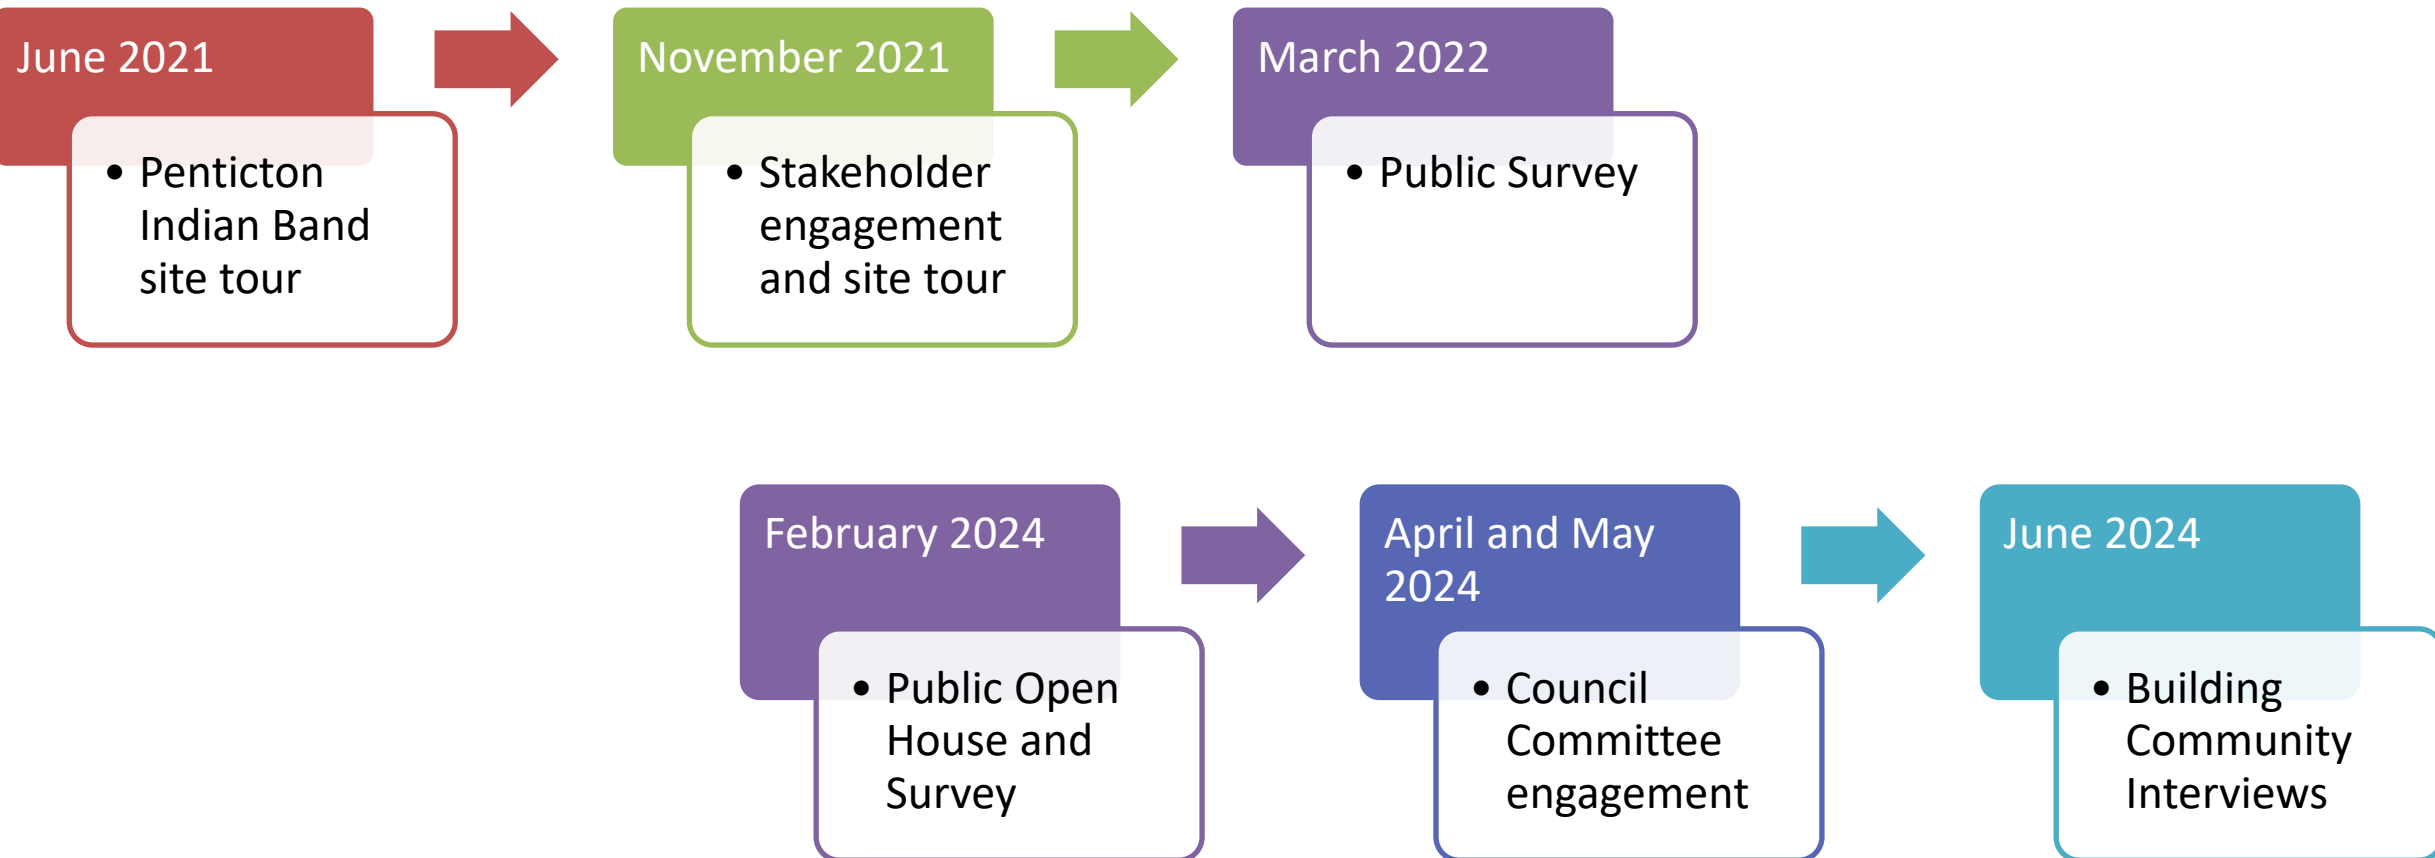 June 2021
• Penticton
Indian Band
site tour
November 2021
• Stakeholder
engagement
and site tour
March 2022
• Public Survey
February 2024
• Public Open
House and
Survey
April and May
2024
• Council
Committee
engagement
June 2024
• Building
Community
Interviews